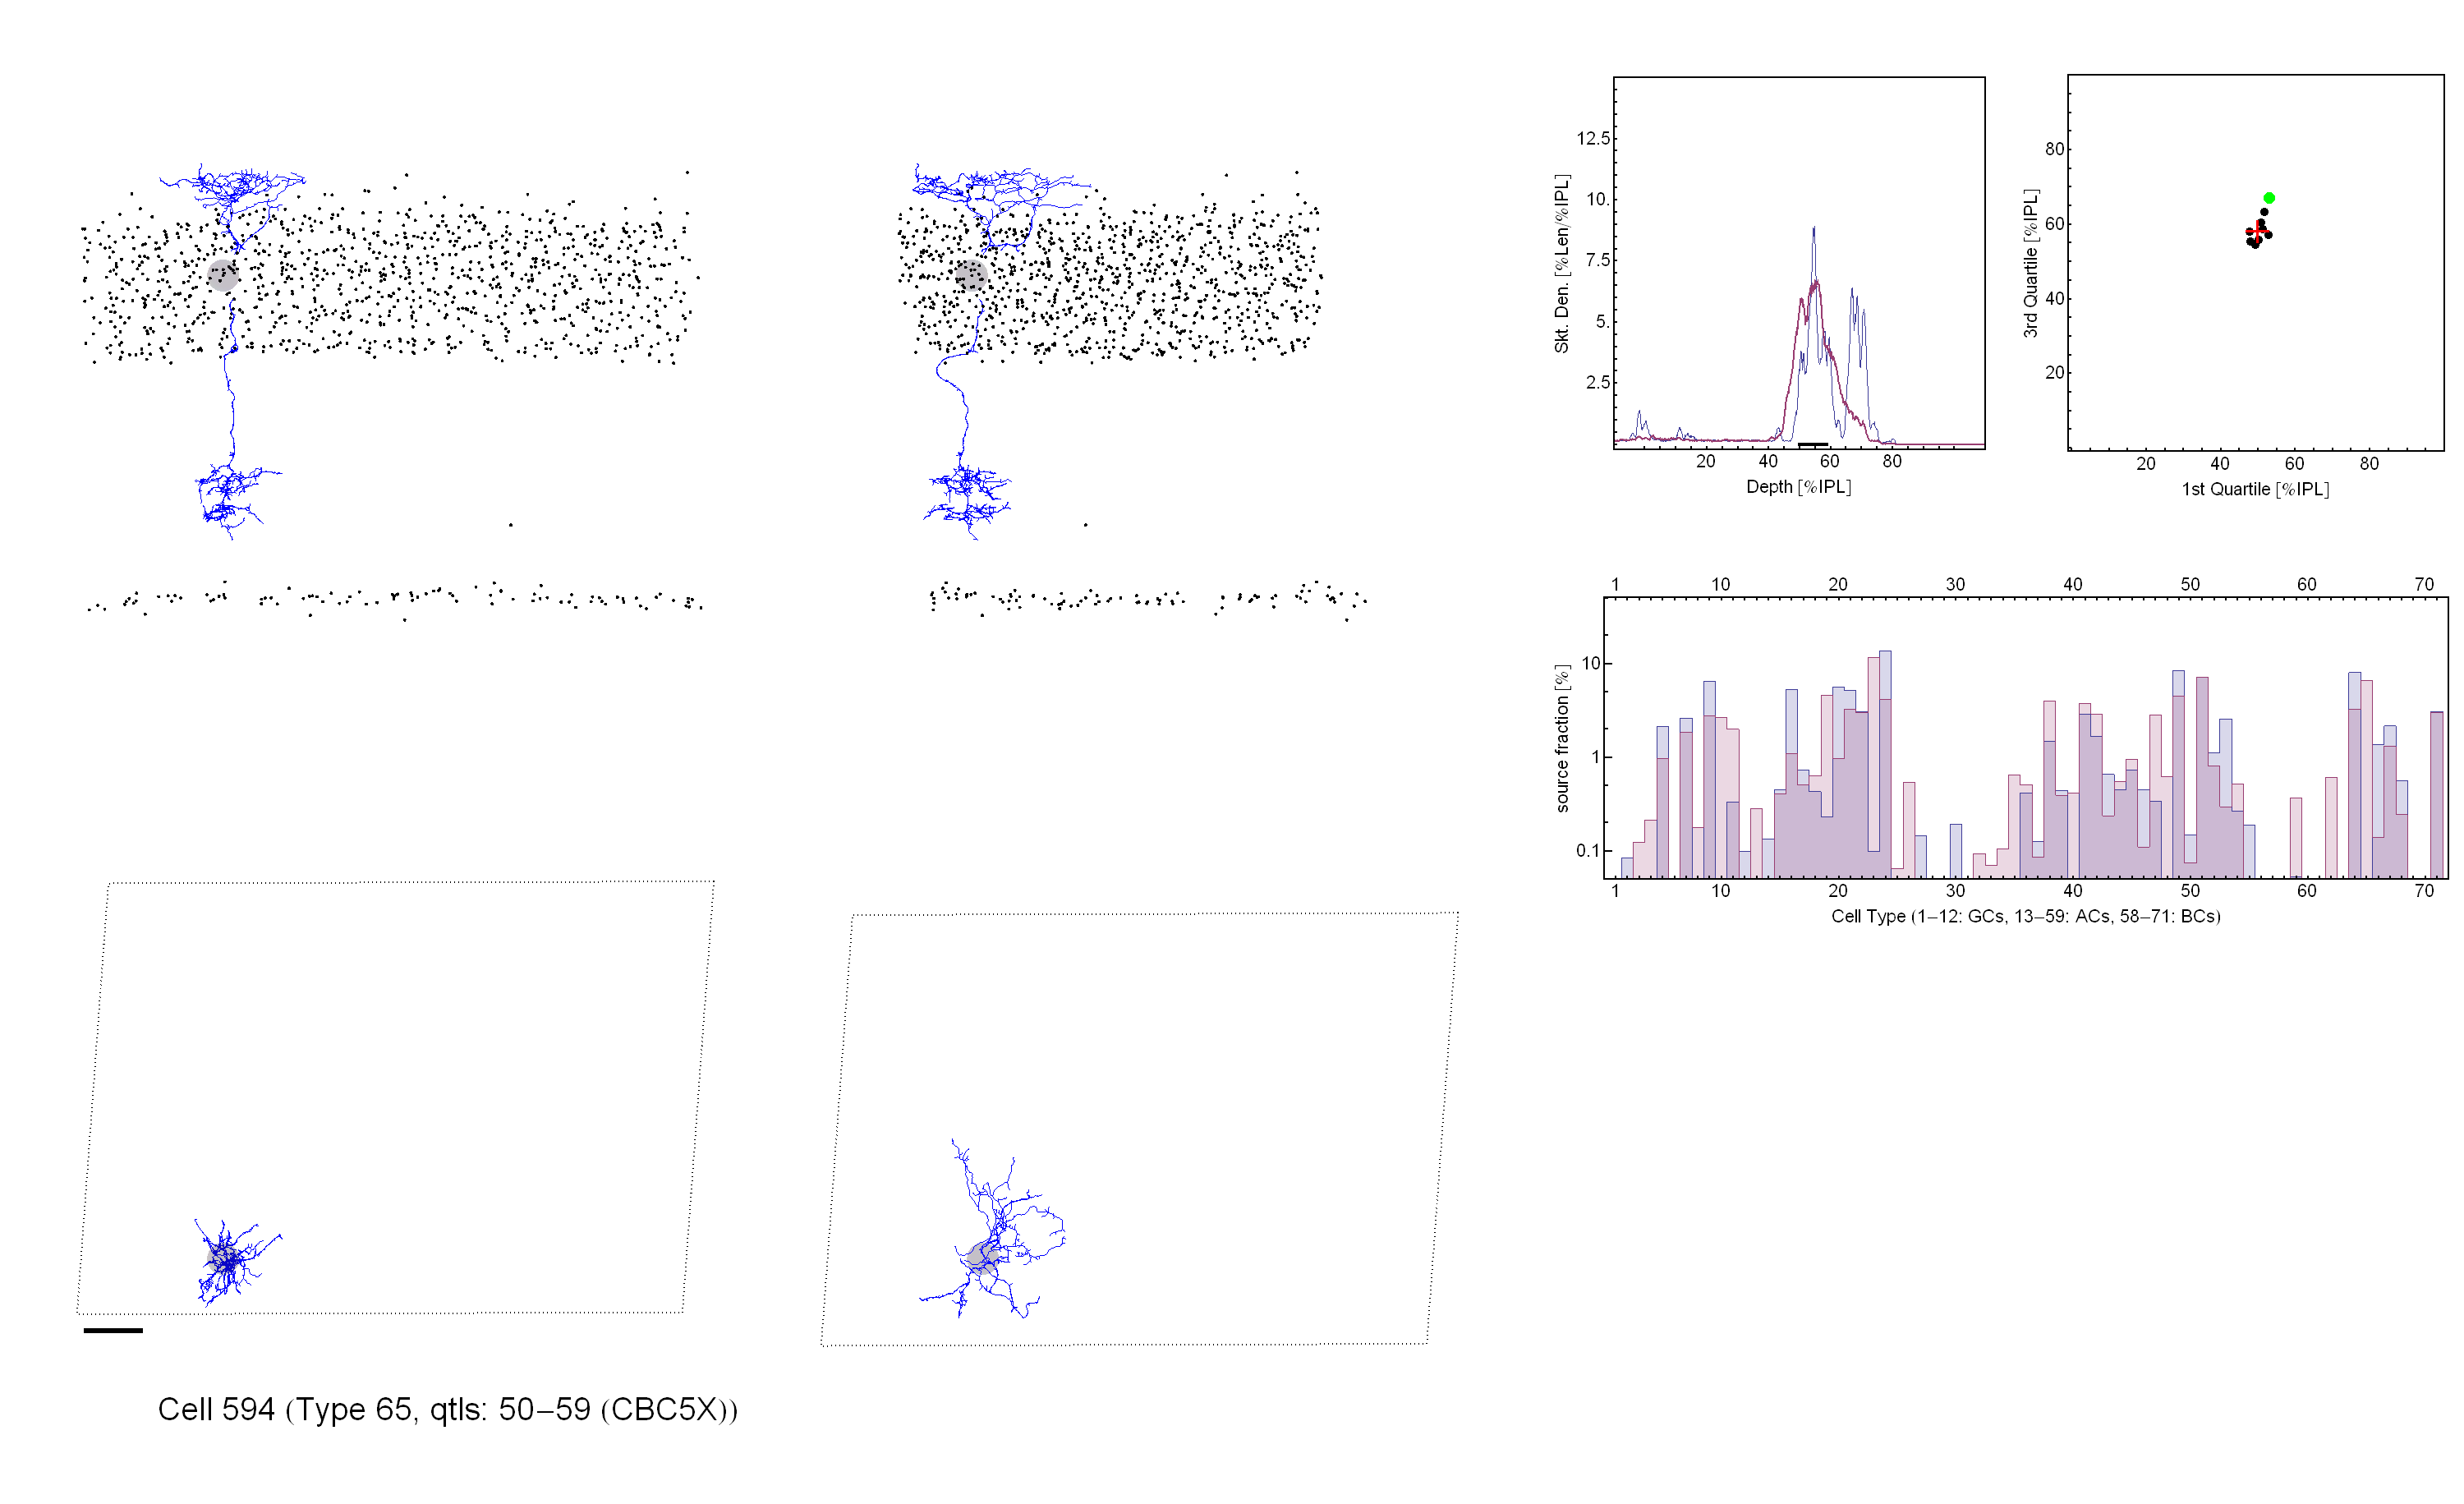 12.5
10.
7.5
5.
2.5
Skt. Den. [%Len/%IPL]
20 40 60 80
Depth [%IPL]
80
60
40
20
3rd Quartile [%IPL]
20 40 60 80
1st Quartile [%IPL]
1 10 20 30 40 50 60 70
10
1
0.1
source fraction [%]
1 10 20 30 40 50 60 70
Cell Type (1–12: GCs, 13–59: ACs, 58–71: BCs)
Cell 594 (Type 65, qtls: 50–59 (CBC5X))